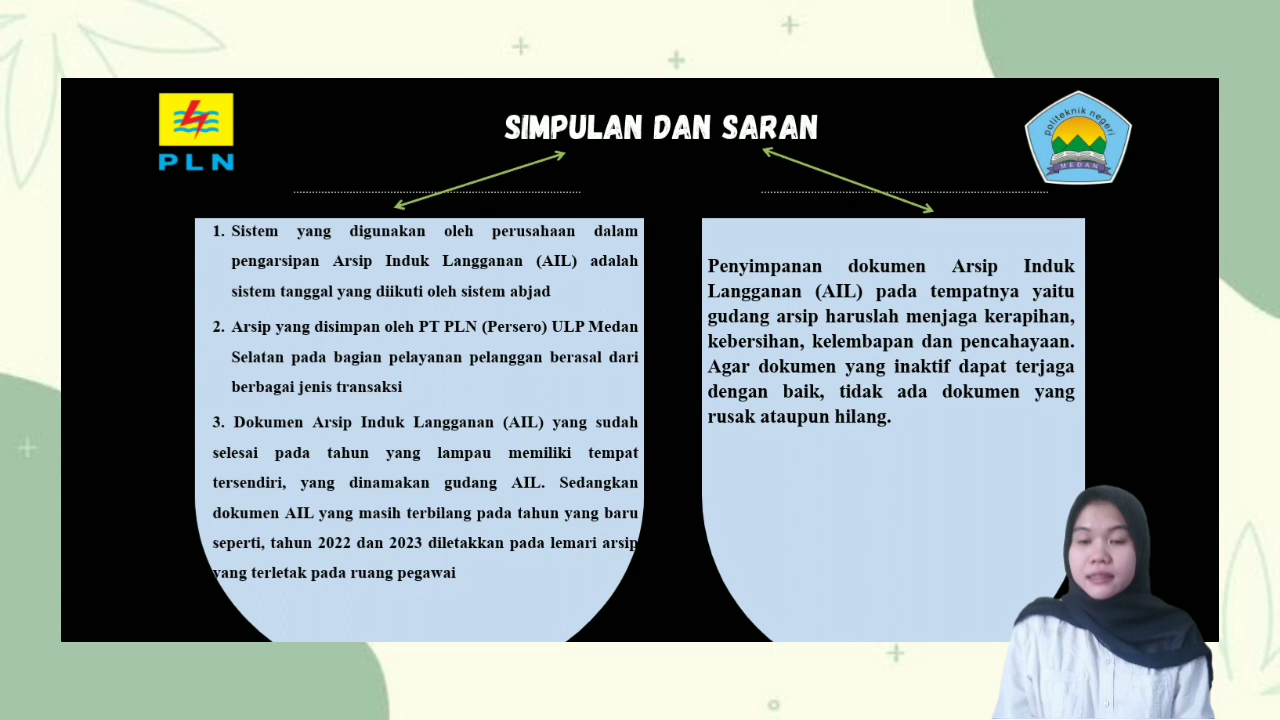 PLN
SIMPULAN DAN SARAN
politeknik negeri
MEDAN
1. Sistem yang digunakan oleh perusahaan dalam
pengarsipan Arsip Induk Langganan (AIL) adalah
sistem tanggal yang diikuti oleh sistem abjad
2. Arsip yang disimpan oleh PT PLN (Persero) ULP Medan
Selatan pada bagian pelayanan pelanggan berasal dari
berbagai jenis transaksi
3. Dokumen Arsip Induk Langganan (AIL) yang sudah
selesai pada tahun yang lampau memiliki tempat
tersendiri, yang dinamakan gudang AIL. Sedangkan
dokumen AIL yang masih terbilang pada tahun yang baru
seperti, tahun 2022 dan 2023 diletakkan pada lemari arsip
yang terletak pada ruang pegawai
Penyimpanan dokumen Arsip Induk
Langganan (AIL) pada tempatnya yaitu
gudang arsip haruslah menjaga kerapihan,
kebersihan, kelembapan dan pencahayaan.
Agar dokumen yang inaktif dapat terjaga
dengan baik, tidak ada dokumen yang
rusak ataupun hilang.